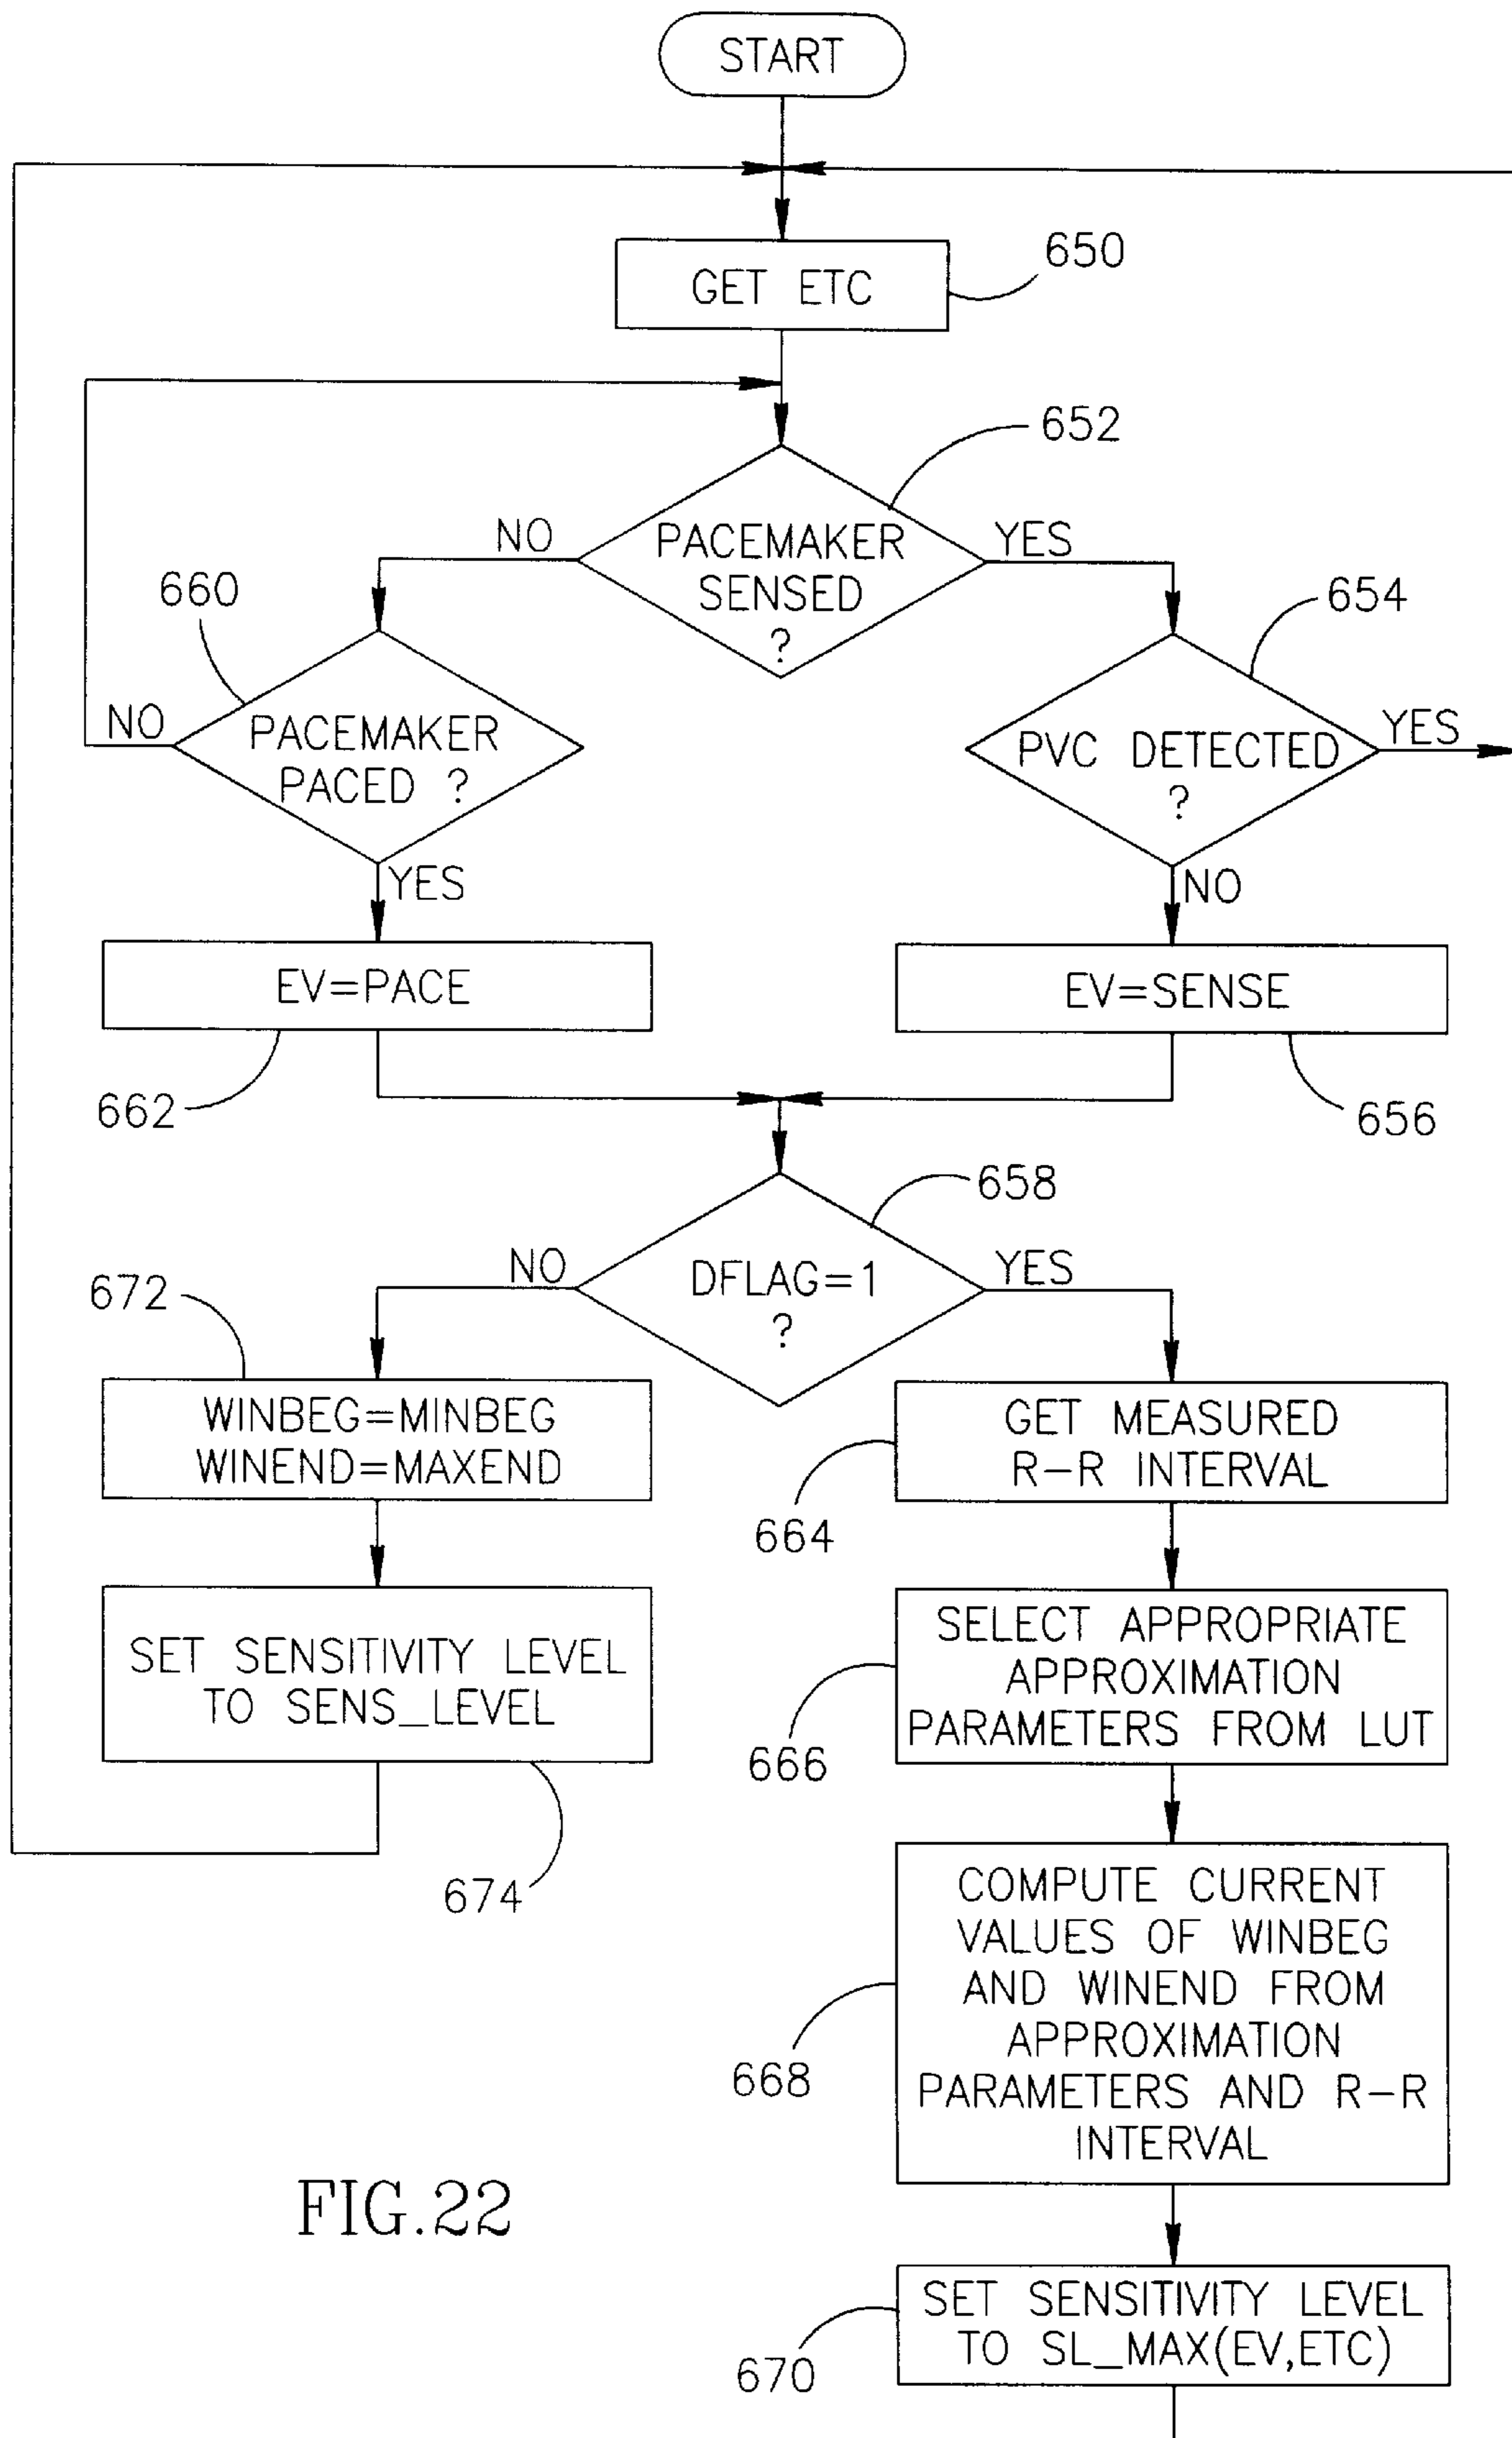 START
GET ETC
650
652
NO
PACEMAKER
SENSED
?
YES
660
654
NO
PACEMAKER
PACED ?
PVC DETECTED
?
YES
YES
NO
EV=PACE
EV=SENSE
662
656
658
NO
DFLAG=1
?
YES
672
WINBEG=MINBEG
WINEND=MAXEND
GET MEASURED
R-R INTERVAL
664
SET SENSITIVITY LEVEL
TO SENS_LEVEL
674
SELECT APPROPRIATE
APPROXIMATION
PARAMETERS FROM LUT
666
COMPUTE CURRENT
VALUES OF WINBEG
AND WINEND FROM
APPROXIMATION
PARAMETERS AND R-R
INTERVAL
668
FIG.22
SET SENSITIVITY LEVEL
TO SL_MAX(EV,ETC)
670